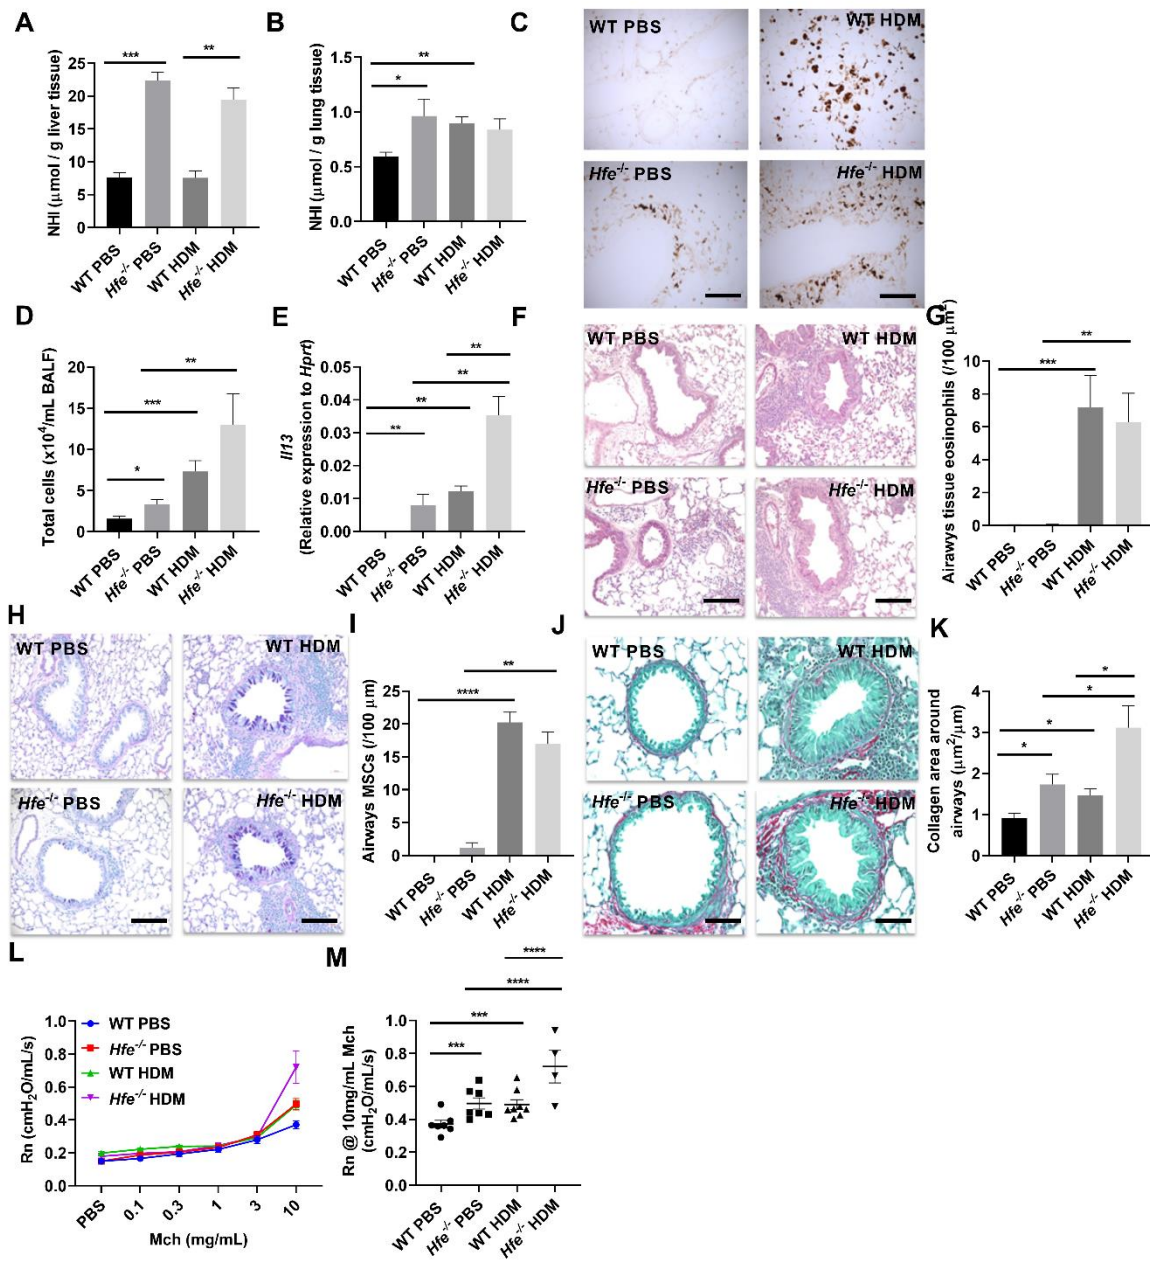 A
NHI (μmol / g liver tissue)
25
20
15
10
5
0
***
**
WT PBS
Hfe-/- PBS
WT HDM
Hfe-/- HDM
B
NHI (μmol / g lung tissue)
1.5
1.0
0.5
0.0
**
*
WT PBS
Hfe-/- PBS
WT HDM
Hfe-/- HDM
C
WT PBS
WT HDM
Hfe-/- PBS
Hfe-/- HDM
D
Total cells (x10⁴/mL BALF)
20
15
10
5
0
**
***
*
WT PBS
Hfe-/- PBS
WT HDM
Hfe-/- HDM
E
Il13
(Relative expression to Hprt)
0.05
0.04
0.03
0.02
0.01
0.00
**
**
**
**
WT PBS
Hfe-/- PBS
WT HDM
Hfe-/- HDM
F
WT PBS
WT HDM
Hfe-/- PBS
Hfe-/- HDM
G
Airawys tissue eosinophils (/100 μm²)
10
8
6
4
2
0
**
***
WT PBS
Hfe-/- PBS
WT HDM
Hfe-/- HDM
H
WT PBS
WT HDM
Hfe-/- PBS
Hfe-/- HDM
I
Airways MSCs (/100 μm)
25
20
15
10
5
0
**
****
WT PBS
Hfe-/- PBS
WT HDM
Hfe-/- HDM
J
WT PBS
WT HDM
Hfe-/- PBS
Hfe-/- HDM
K
Collagen area around
airways (μm²/μm)
4
3
2
1
0
*
*
*
*
WT PBS
Hfe-/- PBS
WT HDM
Hfe-/- HDM
L
Rn (cmH₂O/mL/s)
1.0
0.8
0.6
0.4
0.2
0.0
WT PBS
Hfe-/- PBS
WT HDM
Hfe-/- HDM
PBS
0.1
0.3
1
3
10
Mch (mg/mL)
M
Rn @ 10mg/mL Mch
(cmH₂O/mL/s)
1.0
0.8
0.6
0.4
0.2
0.0
****
****
***
***
WT PBS
Hfe-/- PBS
WT HDM
Hfe-/- HDM